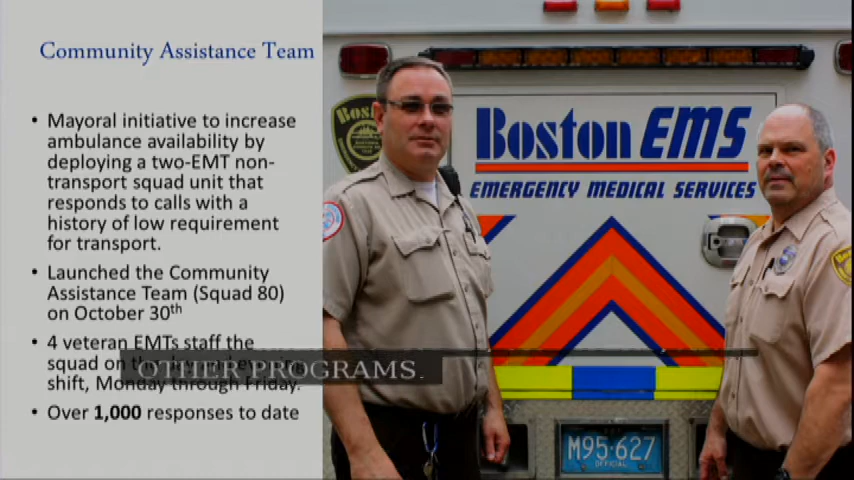 Community Assistance Team
• Mayoral initiative to increase
ambulance availability by
deploying a two-EMT non-
transport squad unit that
responds to calls with a
history of low requirement
for transport.
• Launched the Community
Assistance Team (Squad 80)
on October 30th
• 4 veteran EMTs staff the
squad on
shift, Monday through Friday.
• Over 1,000 responses to date
OTHER PROGRAMS.
Boston EMS
EMERGENCY MEDICAL SERVICES
M95·627
OFFICIAL